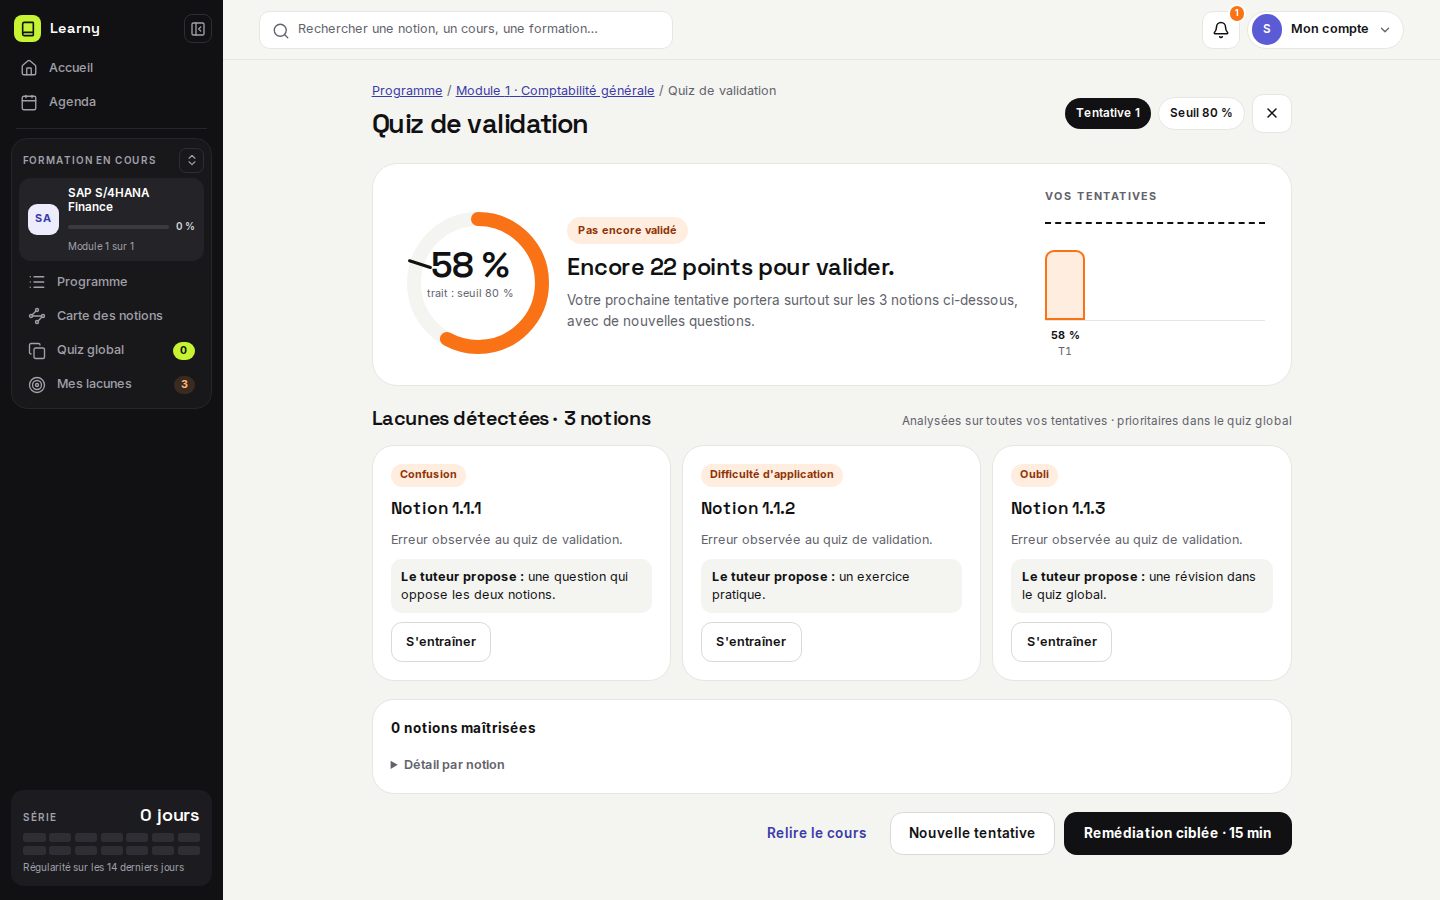 Learny
Accueil
Agenda
FORMATION EN COURS
SA
SAP S/4HANA
Finance
0 %
Module 1 sur 1
Programme
Carte des notions
Quiz global
0
Mes lacunes
3
SÉRIE
0 jours
Régularité sur les 14 derniers jours
Rechercher une notion, un cours, une formation...
1
S
Mon compte
Programme / Module 1 · Comptabilité générale / Quiz de validation
Quiz de validation
Tentative 1
Seuil 80 %
58 %
trait : seuil 80 %
Pas encore validé
Encore 22 points pour valider.
Votre prochaine tentative portera surtout sur les 3 notions ci-dessous,
avec de nouvelles questions.
VOS TENTATIVES
58 %
T1
Lacunes détectées · 3 notions
Analysées sur toutes vos tentatives · prioritaires dans le quiz global
Confusion
Notion 1.1.1
Erreur observée au quiz de validation.
Le tuteur propose : une question qui
oppose les deux notions.
S'entraîner
Difficulté d'application
Notion 1.1.2
Erreur observée au quiz de validation.
Le tuteur propose : un exercice
pratique.
S'entraîner
Oubli
Notion 1.1.3
Erreur observée au quiz de validation.
Le tuteur propose : une révision dans
le quiz global.
S'entraîner
0 notions maîtrisées
Détail par notion
Relire le cours
Nouvelle tentative
Remédiation ciblée · 15 min